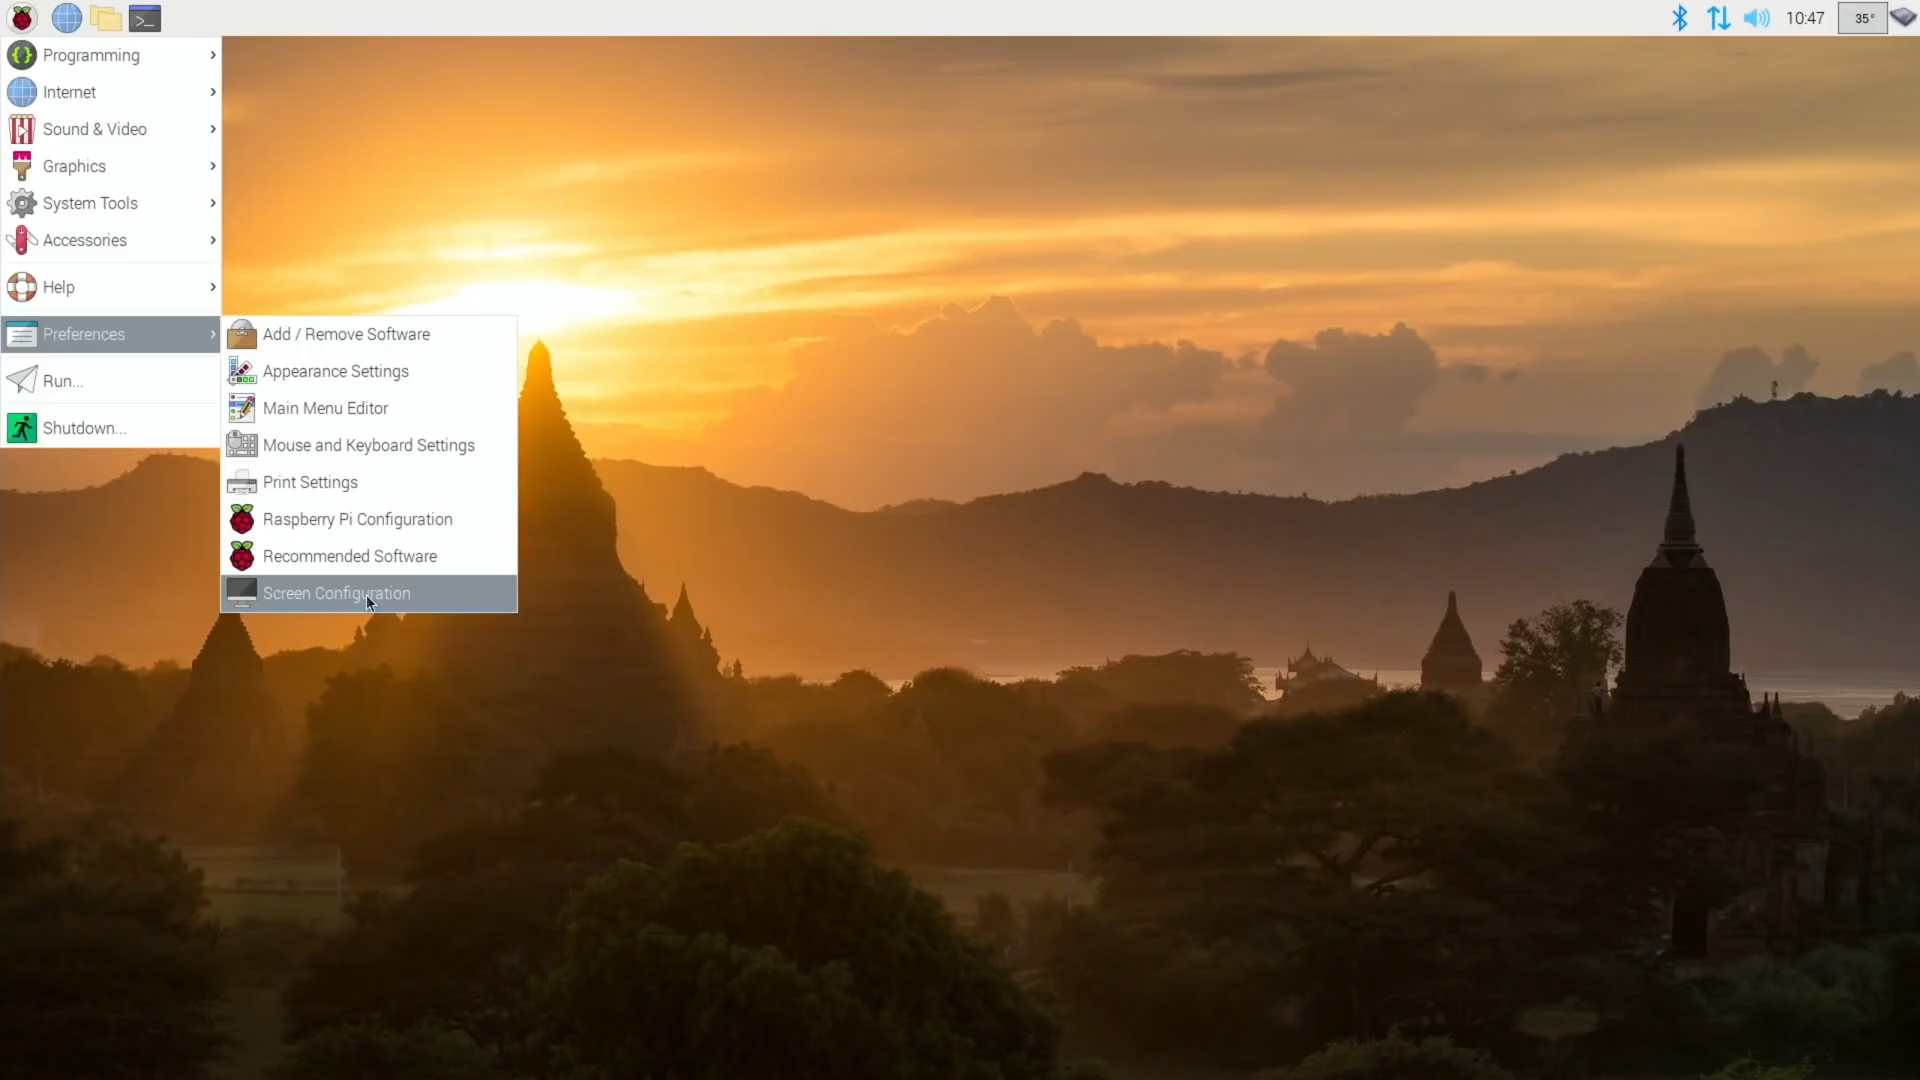 10:47
35°
Programming
Internet
Sound & Video
Graphics
System Tools
Accessories
Help
Preferences
Run...
Shutdown...
Add / Remove Software
Appearance Settings
Main Menu Editor
Mouse and Keyboard Settings
Print Settings
Raspberry Pi Configuration
Recommended Software
Screen Configuration